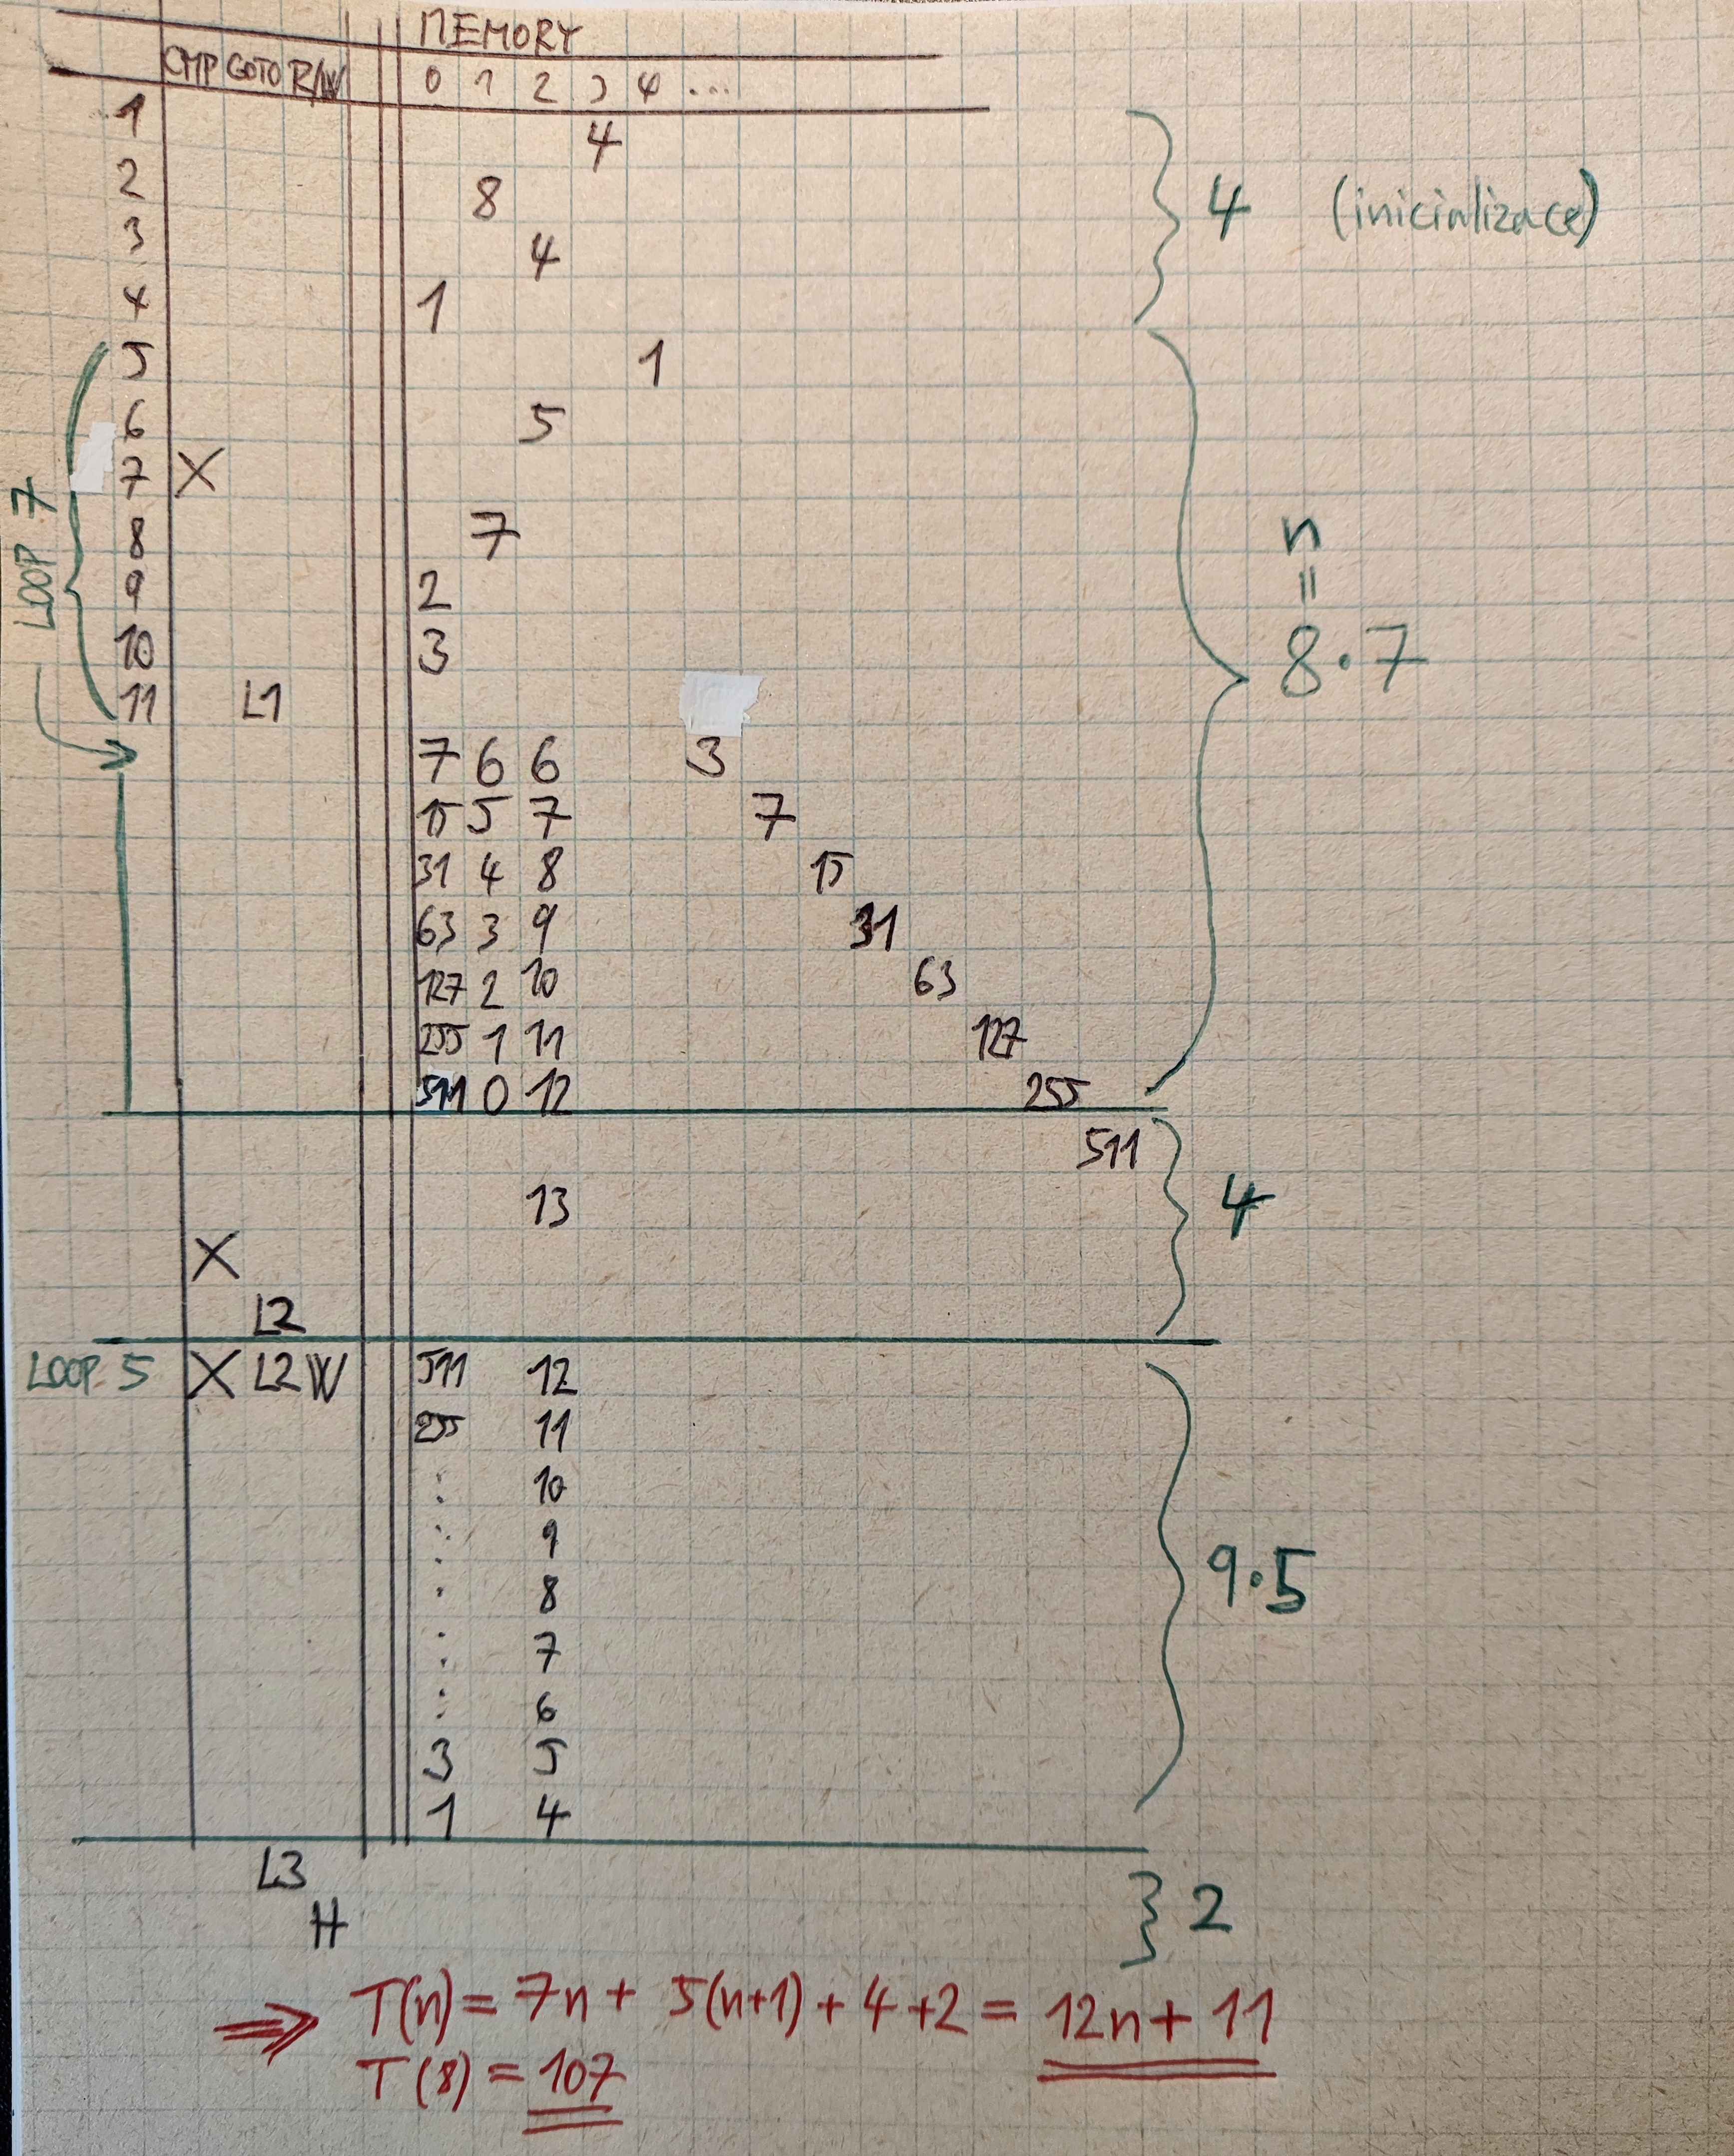 MEMORY
CMP GOTO R/W 0 1 2 3 4 ...
1 4
2 8
3 4
4 1
4 (inicializace)
5 1
6 5
7 X
8 7
9 2
10 3
11 L1
LOOP 7
n
=
8·7
7 6 6 3
15 5 7 7
31 4 8 15
63 3 9 31
127 2 10 63
255 1 11 127
511 0 12 255
511
13
X
L2
4
LOOP 5 X L2 W 511 12
255 11
: 10
: 9
· 8
: 7
: 6
3 5
1 4
9·5
L3
H
2
⇒ T(n) = 7n + 5(n+1) + 4 + 2 = 12n + 11
T(8) = 107